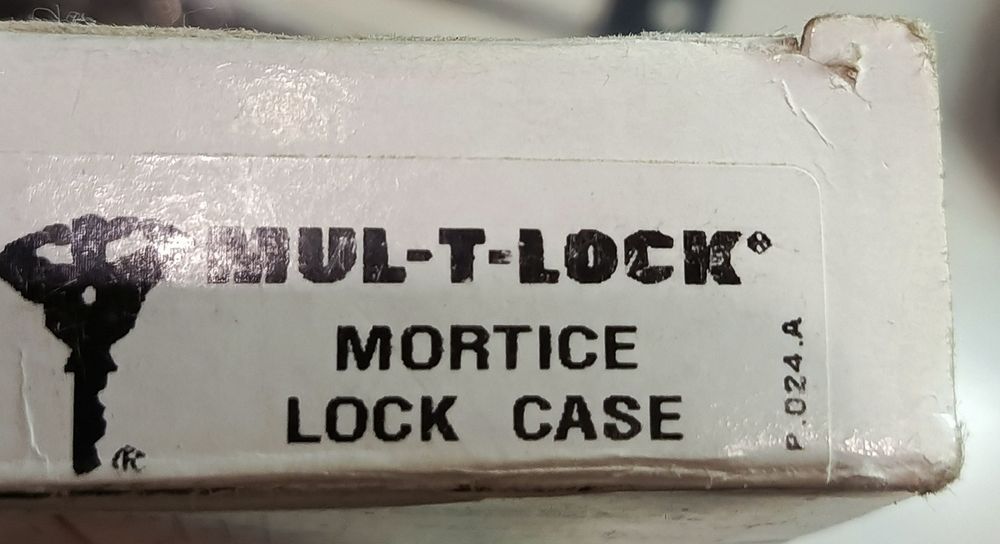 MUL-T-LOCK®
MORTICE
LOCK CASE
P.024.A